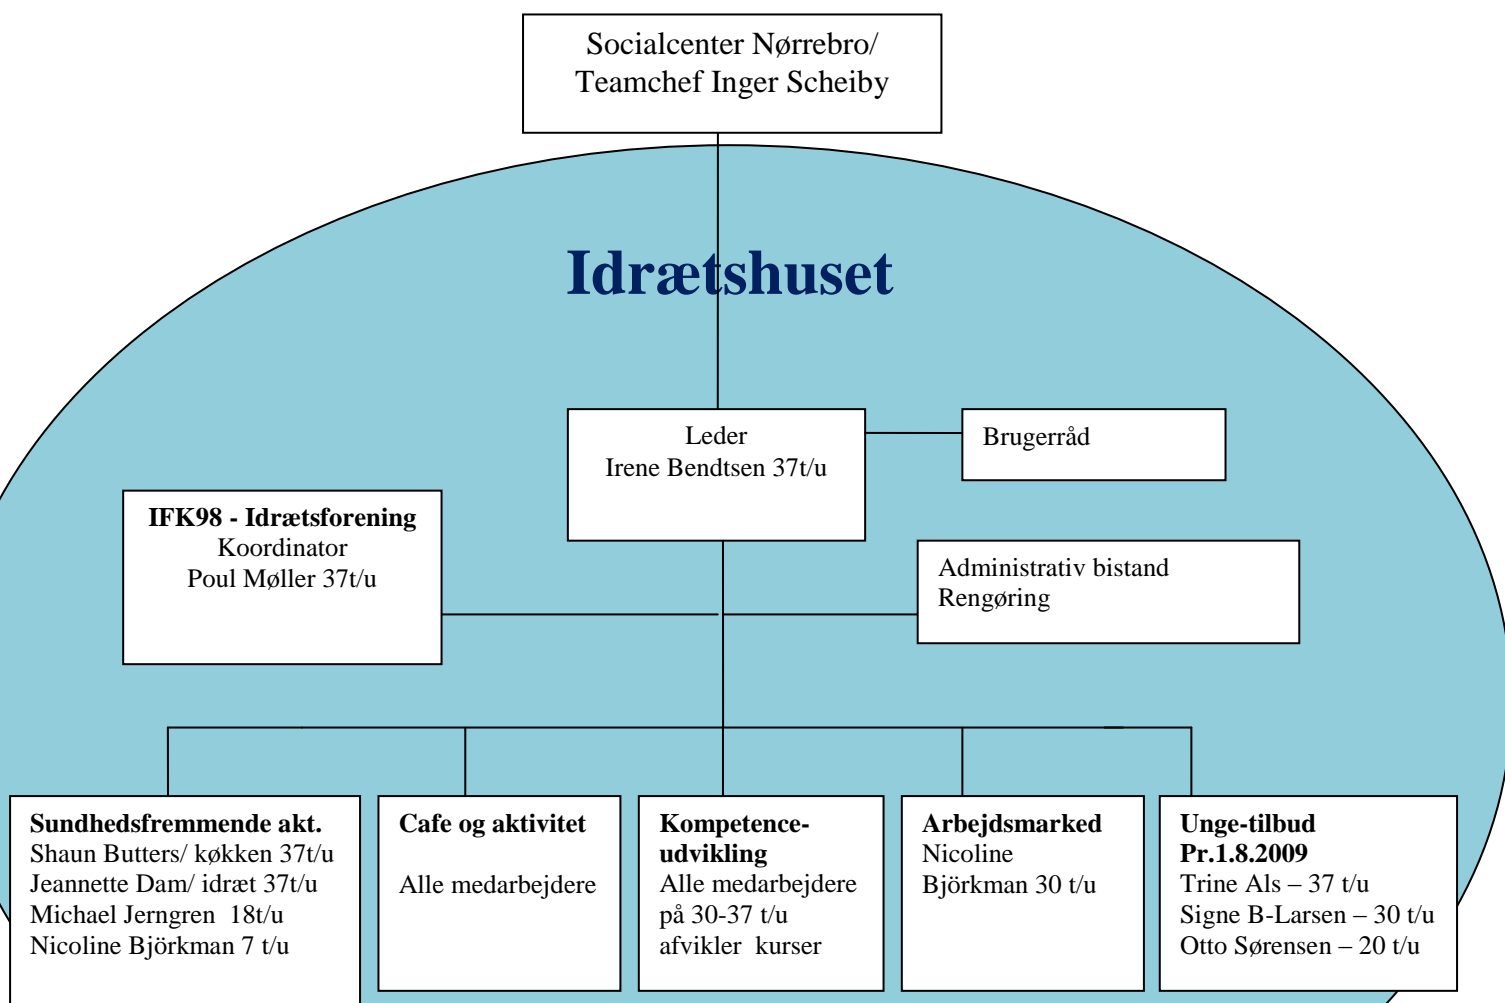 Socialcenter Nørrebro/
Teamchef Inger Scheiby
Idrætshuset
Leder
Irene Bendtsen 37t/u
Brugerråd
IFK98 - Idrætsforening
Koordinator
Poul Møller 37t/u
Administrativ bistand
Rengøring
Sundhedsfremmende akt.
Shaun Butters/ køkken 37t/u
Jeannette Dam/ idræt 37t/u
Michael Jerngren  18t/u
Nicoline Björkman 7 t/u
Cafe og aktivitet
Alle medarbejdere
Kompetence-
udvikling
Alle medarbejdere
på 30-37 t/u
afvikler  kurser
Arbejdsmarked
Nicoline
Björkman 30 t/u
Unge-tilbud
Pr.1.8.2009
Trine Als – 37 t/u
Signe B-Larsen – 30 t/u
Otto Sørensen – 20 t/u